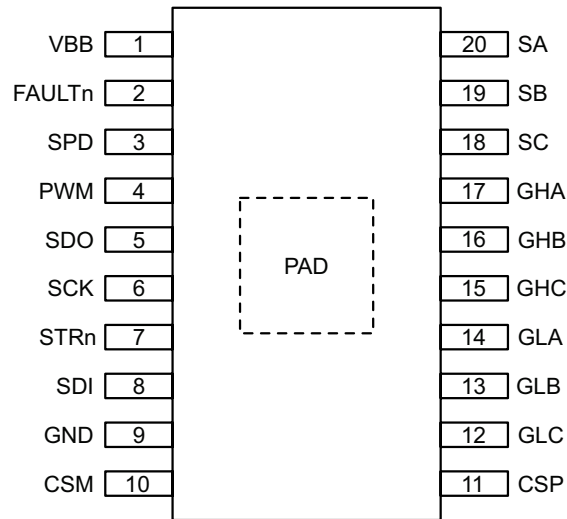 VBB 1 20 SA
FAULTn 2 19 SB
SPD 3 18 SC
PWM 4 17 GHA
SDO 5 16 GHB
PAD
SCK 6 15 GHC
STRn 7 14 GLA
SDI 8 13 GLB
GND 9 12 GLC
CSM 10 11 CSP